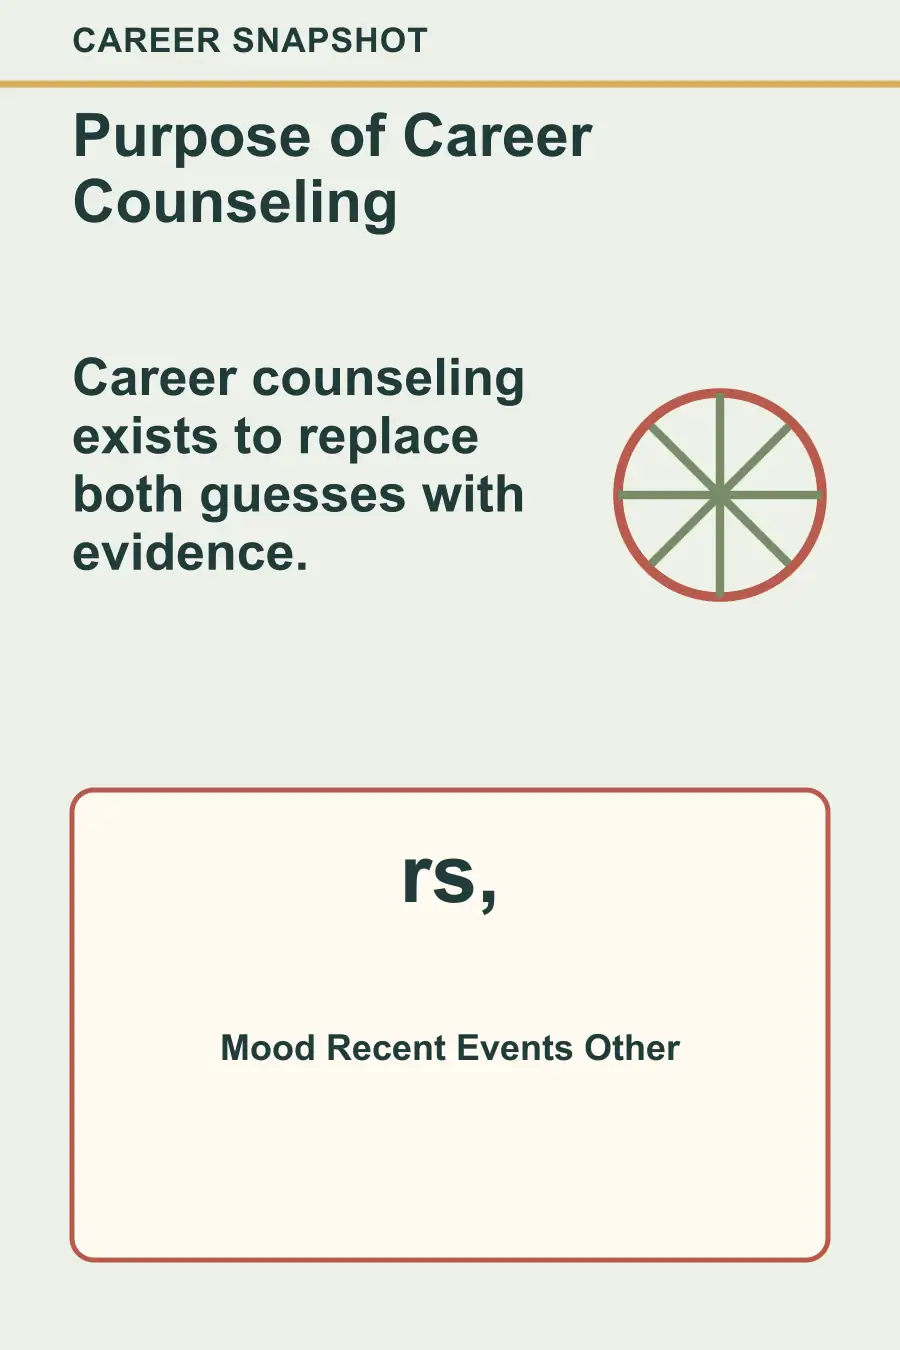 CAREER SNAPSHOT
Purpose of Career
Counseling
Career counseling
exists to replace
both guesses with
evidence.
rs,
Mood Recent Events Other